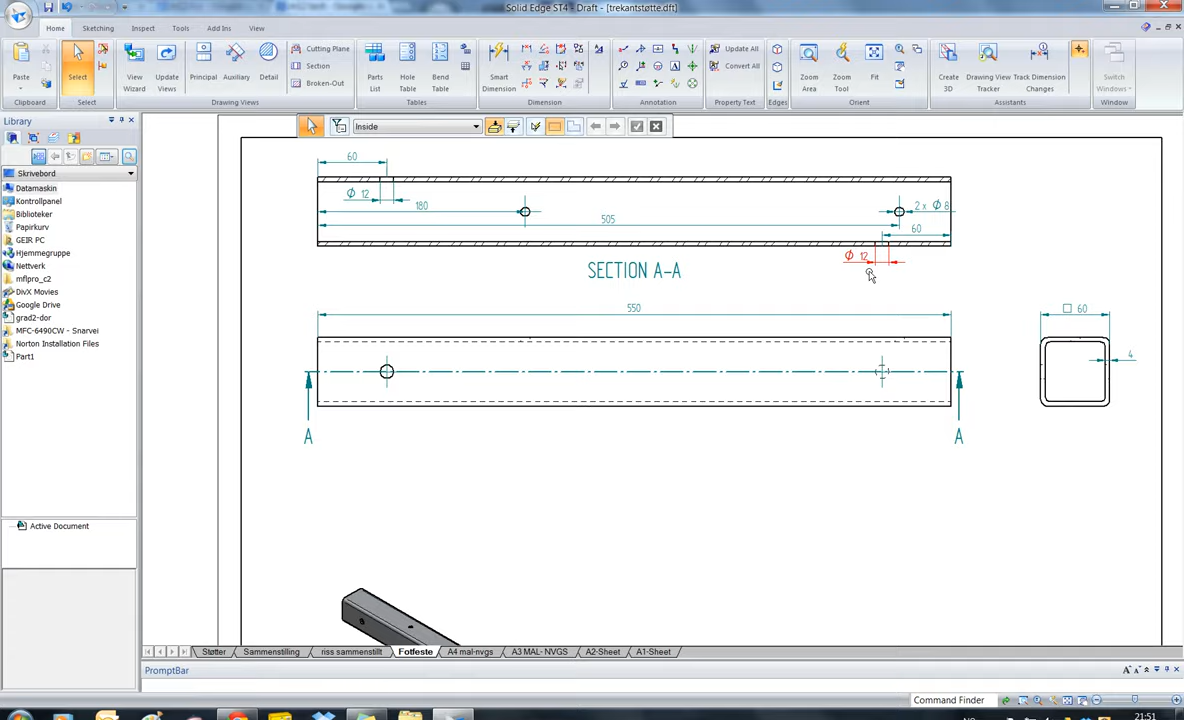 Solid Edge ST4 - Draft - [trekantstøtte.dft]
Home
Sketching
Inspect
Tools
Add Ins
View
Paste
Clipboard
Select
Select
View Wizard
Update Views
Principal
Auxiliary
Detail
Cutting Plane
Section
Broken-Out
Drawing Views
Parts List
Hole Table
Bend Table
Tables
Smart Dimension
Dimension
Annotation
Update All
Convert All
Property Text
Edges
Zoom Area
Zoom Tool
Fit
Orient
Create 3D
Drawing View Tracker
Track Dimension Changes
Assistants
Switch Windows
Window
Library
Inside
Skrivebord
Datamaskin
Kontrollpanel
Biblioteker
Papirkurv
GEIR PC
Hjemmegruppe
Nettverk
mflpro_c2
DivX Movies
Google Drive
grad2-dor
MFC-6490CW - Snarvei
Norton Installation Files
Part1
Active Document
60
Ø 12
180
505
2 x Ø 8
60
Ø 12
SECTION A-A
550
□ 60
4
A
A
Støtter
Sammenstilling
riss sammenstilt
Fotfeste
A4 mal-nvgs
A3 MAL- NVGS
A2-Sheet
A1-Sheet
PromptBar
Command Finder
21:51